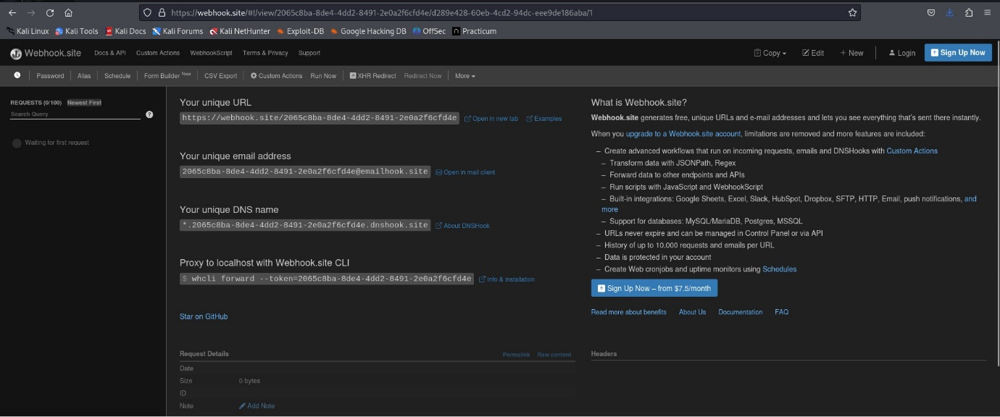 https://webhook.site/#!/view/2065c8ba-8de4-4dd2-8491-2e0a2f6cfd4e/d289e428-60eb-4cd2-94dc-eee9de186aba/1
Kali Linux Kali Tools Kali Docs Kali Forums Kali NetHunter Exploit-DB Google Hacking DB OffSec Practicum
Webhook.site Docs & API Custom Actions WebhookScript Terms & Privacy Support Copy Edit + New Login Sign Up Now
Password Alias Schedule Form Builder New CSV Export Custom Actions Run Now XHR Redirect Redirect Now More
REQUESTS (0/100) Newest First
Search Query
Waiting for first request
Your unique URL
https://webhook.site/2065c8ba-8de4-4dd2-8491-2e0a2f6cfd4e Open in new tab Examples
Your unique email address
2065c8ba-8de4-4dd2-8491-2e0a2f6cfd4e@emailhook.site Open in mail client
Your unique DNS name
*.2065c8ba-8de4-4dd2-8491-2e0a2f6cfd4e.dnshook.site About DNSHook
Proxy to localhost with Webhook.site CLI
$ whcli forward --token=2065c8ba-8de4-4dd2-8491-2e0a2f6cfd4e Info & installation
Star on GitHub
What is Webhook.site?
Webhook.site generates free, unique URLs and e-mail addresses and lets you see everything that's sent there instantly.
When you upgrade to a Webhook.site account, limitations are removed and more features are included:
– Create advanced workflows that run on incoming requests, emails and DNSHooks with Custom Actions
– Transform data with JSONPath, Regex
– Forward data to other endpoints and APIs
– Run scripts with JavaScript and WebhookScript
– Built-in integrations: Google Sheets, Excel, Slack, HubSpot, Dropbox, SFTP, HTTP, Email, push notifications, and
more
– Support for databases: MySQL/MariaDB, Postgres, MSSQL
– URLs never expire and can be managed in Control Panel or via API
– History of up to 10.000 requests and emails per URL
– Data is protected in your account
– Create Web cronjobs and uptime monitors using Schedules
Sign Up Now – from $7.5/month
Read more about benefits About Us Documentation FAQ
Request Details Permalink Raw content
Date
Size 0 bytes
ID
Note Add Note
Headers